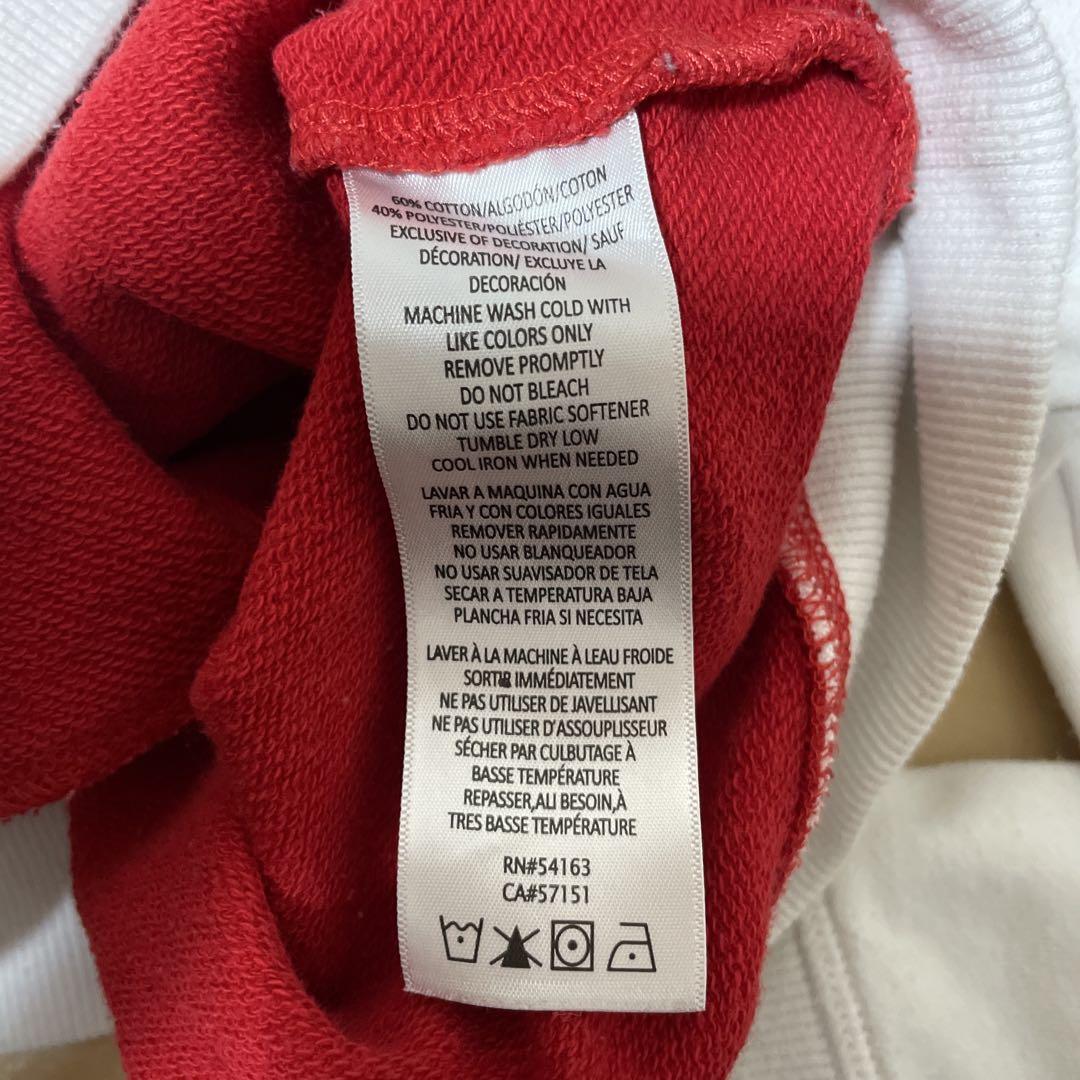 60% COTTON/ALGODÓN/COTON
40% POLYESTER/POLIÉSTER/POLYESTER
EXCLUSIVE OF DECORATION/ SAUF
DÉCORATION/ EXCLUYE LA
DECORACIÓN
MACHINE WASH COLD WITH
LIKE COLORS ONLY
REMOVE PROMPTLY
DO NOT BLEACH
DO NOT USE FABRIC SOFTENER
TUMBLE DRY LOW
COOL IRON WHEN NEEDED
LAVAR A MAQUINA CON AGUA
FRIA Y CON COLORES IGUALES
REMOVER RAPIDAMENTE
NO USAR BLANQUEADOR
NO USAR SUAVISADOR DE TELA
SECAR A TEMPERATURA BAJA
PLANCHA FRIA SI NECESITA
LAVER À LA MACHINE À LEAU FROIDE
SORTIR IMMÉDIATEMENT
NE PAS UTILISER DE JAVELLISANT
NE PAS UTILISER D'ASSOUPLISSEUR
SÉCHER PAR CULBUTAGE À
BASSE TEMPÉRATURE
REPASSER,ALI BESOIN,À
TRES BASSE TEMPÉRATURE
RN#54163
CA#57151